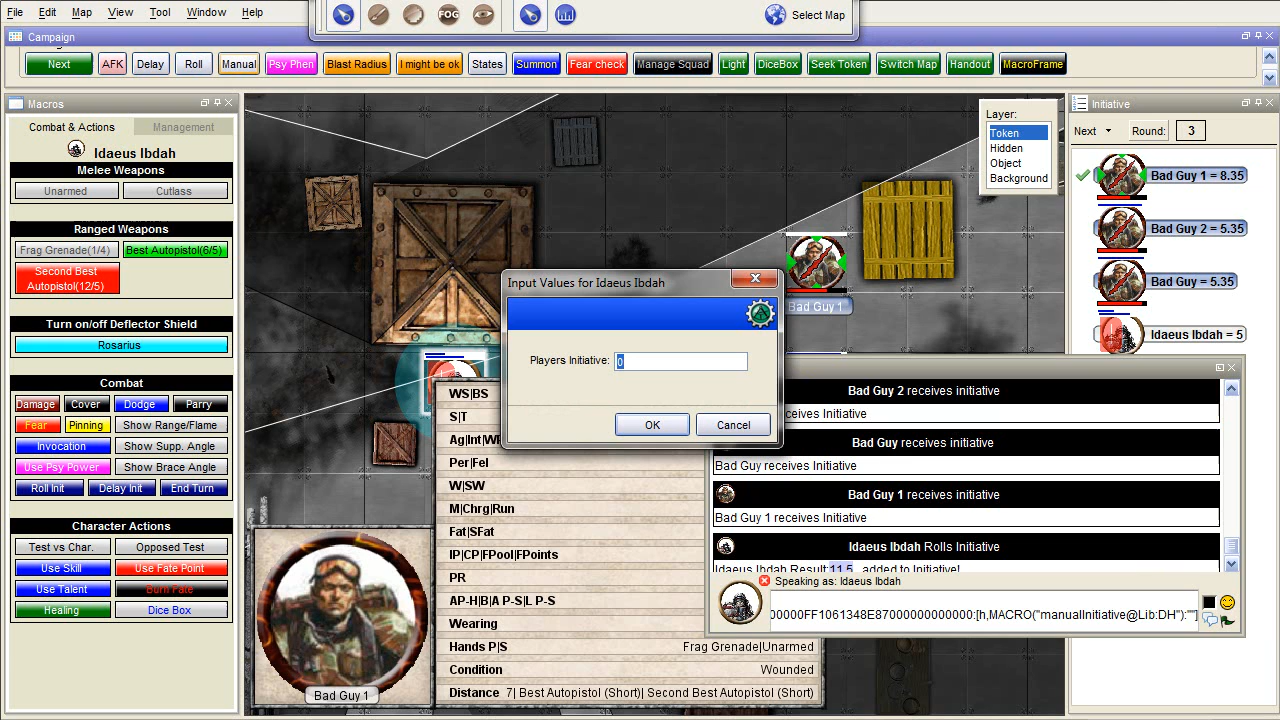 File Edit Map View Tool Window Help
FOG
Select Map
Campaign
Next AFK Delay Roll Manual Psy Phen Blast Radius I might be ok States Summon Fear check Manage Squad Light DiceBox Seek Token Switch Map Handout MacroFrame
Macros
Combat & Actions Management
Idaeus Ibdah
Melee Weapons
Unarmed Cutlass
Ranged Weapons
Frag Grenade(1/4) Best Autopistol(6/5)
Second Best
Autopistol(12/5)
Turn on/off Deflector Shield
Rosarius
Combat
Damage Cover Dodge Parry
Fear Pinning Show Range/Flame
Invocation Show Supp. Angle
Use Psy Power Show Brace Angle
Roll Init Delay Init End Turn
Character Actions
Test vs Char. Opposed Test
Use Skill Use Fate Point
Use Talent Burn Fate
Healing Dice Box
Layer:
Token
Hidden
Object
Background
Bad Guy 1
Input Values for Idaeus Ibdah
Players Initiative: 0
OK Cancel
WS|BS
S|T
Ag|Int|WP
Per|Fel
W|SW
M|Chrg|Run
Fat|SFat
IP|CP|FPool|FPoints
PR
AP-H|B|A P-S|L P-S
Wearing
Hands P|S Frag Grenade|Unarmed
Condition Wounded
Distance 7| Best Autopistol (Short)| Second Best Autopistol (Short)
Bad Guy 1
Initiative
Next Round: 3
Bad Guy 1 = 8.35
Bad Guy 2 = 5.35
Bad Guy = 5.35
Idaeus Ibdah = 5
Bad Guy 2 receives Initiative
ceives Initiative
Bad Guy receives Initiative
Bad Guy receives Initiative
Bad Guy 1 receives Initiative
Bad Guy 1 receives Initiative
Idaeus Ibdah Rolls Initiative
Idaeus Ibdah Result 11.5 added to Initiative!
Speaking as: Idaeus Ibdah
00000FF1061348E87000000000000:[h,MACRO("manualInitiative@Lib:DH"):""]